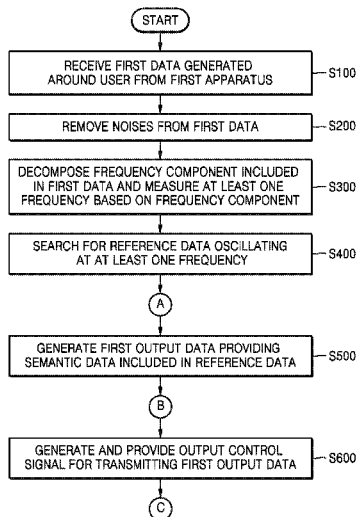 START
RECEIVE FIRST DATA GENERATED
AROUND USER FROM FIRST APPARATUS
S100
REMOVE NOISES FROM FIRST DATA
S200
DECOMPOSE FREQUENCY COMPONENT INCLUDED
IN FIRST DATA AND MEASURE AT LEAST ONE
FREQUENCY BASED ON FREQUENCY COMPONENT
S300
SEARCH FOR REFERENCE DATA OSCILLATING
AT AT LEAST ONE FREQUENCY
S400
A
GENERATE FIRST OUTPUT DATA PROVIDING
SEMANTIC DATA INCLUDED IN REFERENCE DATA
S500
B
GENERATE AND PROVIDE OUTPUT CONTROL
SIGNAL FOR TRANSMITTING FIRST OUTPUT DATA
S600
C